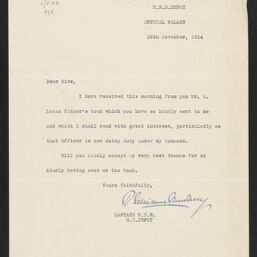 R.N.D.DEPOT
CRYSTAL PALACE
28th November, 1914
Dear Sirs,
I have received this morning from you Mr. A.
Loton Ridger's book which you have so kindly sent to me
and which I shall read with great interest, particularly as
that Officer is now doing duty under my Command.
Will you kindly accept my very best thanks for so
kindly having send me the book.
Yours faithfully,
CAPTAIN R.N.R.
O.C.DEPOT